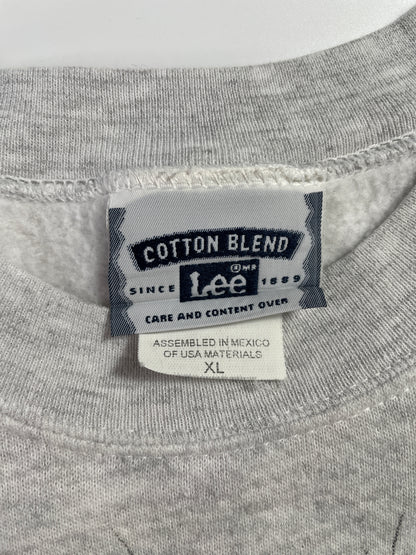 COTTON BLEND
Lee ® MR
SINCE 1889
CARE AND CONTENT OVER
ASSEMBLED IN MEXICO
OF USA MATERIALS
XL